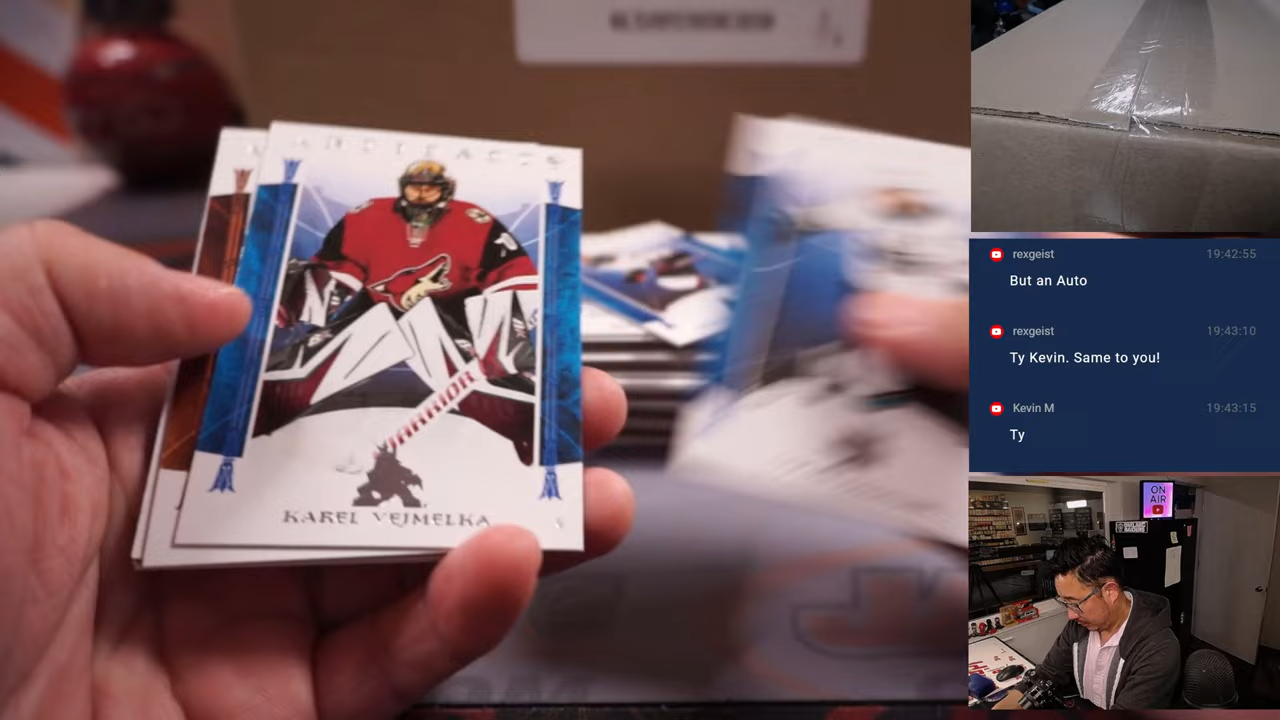 ARTIFACTS
WARRIOR
KAREL VEJMELKA
rexgeist 19:42:55
But an Auto
rexgeist 19:43:10
Ty Kevin. Same to you!
Kevin M 19:43:15
Ty
ON
AIR